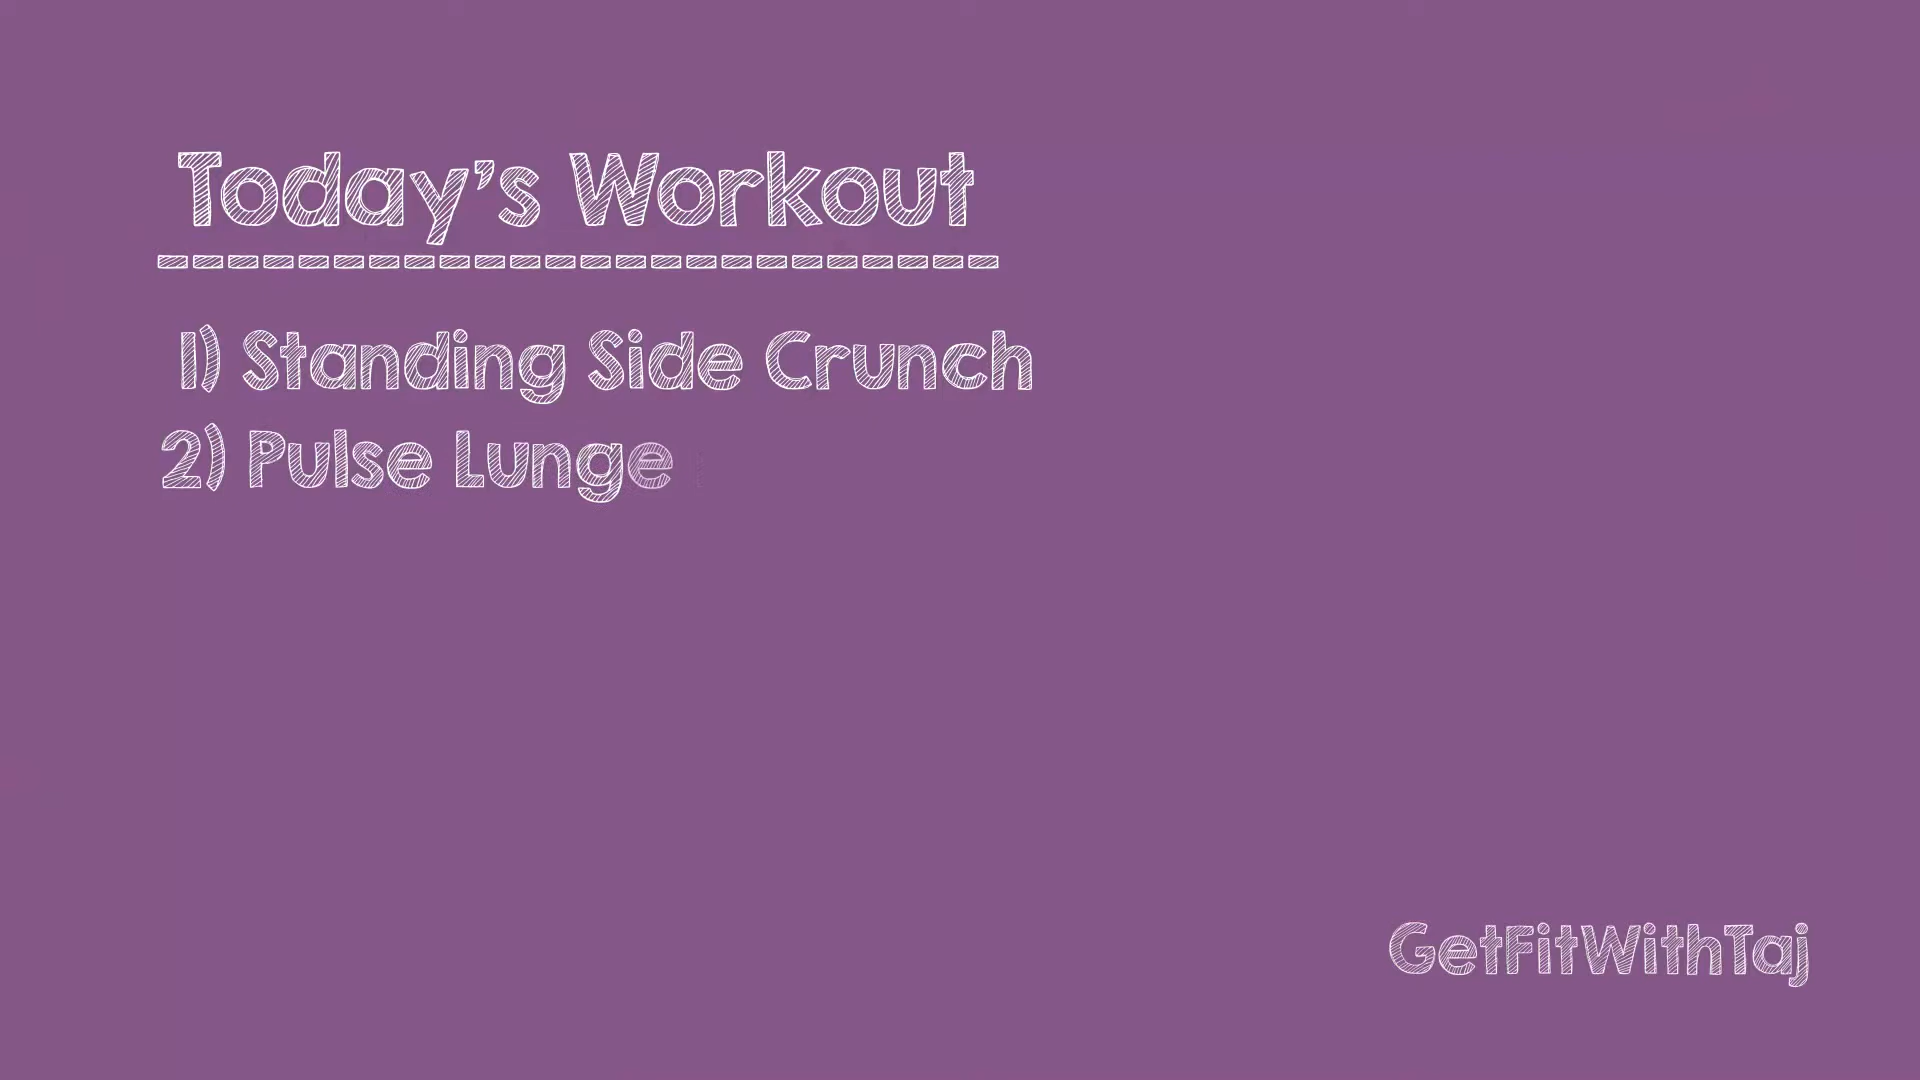 Today's Workout
------------------------
1) Standing Side Crunch
2) Pulse Lunge
GetFitWithTaj